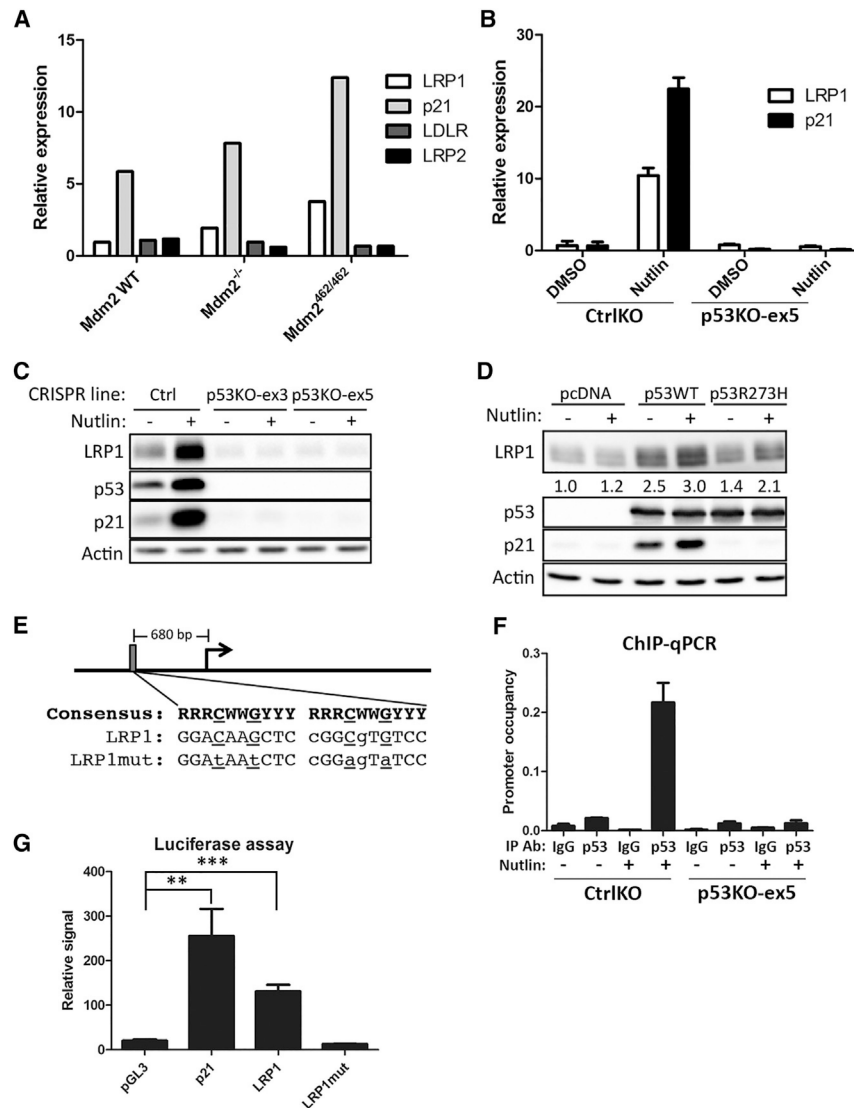 A
15
10
5
0
Relative expression
LRP1
p21
LDLR
LRP2
Mdm2 WT
Mdm2-/-
Mdm2462/462
B
30
20
10
0
Relative expression
LRP1
p21
DMSO
Nutlin
DMSO
Nutlin
CtrlKO
p53KO-ex5
C
CRISPR line: Ctrl p53KO-ex3 p53KO-ex5
Nutlin: - + - + - +
LRP1
p53
p21
Actin
D
pcDNA p53WT p53R273H
Nutlin: - + - + - +
LRP1
1.0 1.2 2.5 3.0 1.4 2.1
p53
p21
Actin
E
680 bp
Consensus: RRRCWWGYYY RRRCWWGYYY
LRP1: GGACAAGCTC cGGCgTGTCC
LRP1mut: GGAtAAtCTC cGGagTaTCC
F
ChIP-qPCR
0.3
0.2
0.1
0.0
Promoter occupancy
IP Ab: IgG p53 IgG p53 IgG p53 IgG p53
Nutlin: - - + + - - + +
CtrlKO p53KO-ex5
G
Luciferase assay
400
300
200
100
0
Relative signal
***
**
pGL3
p21
LRP1
LRP1mut